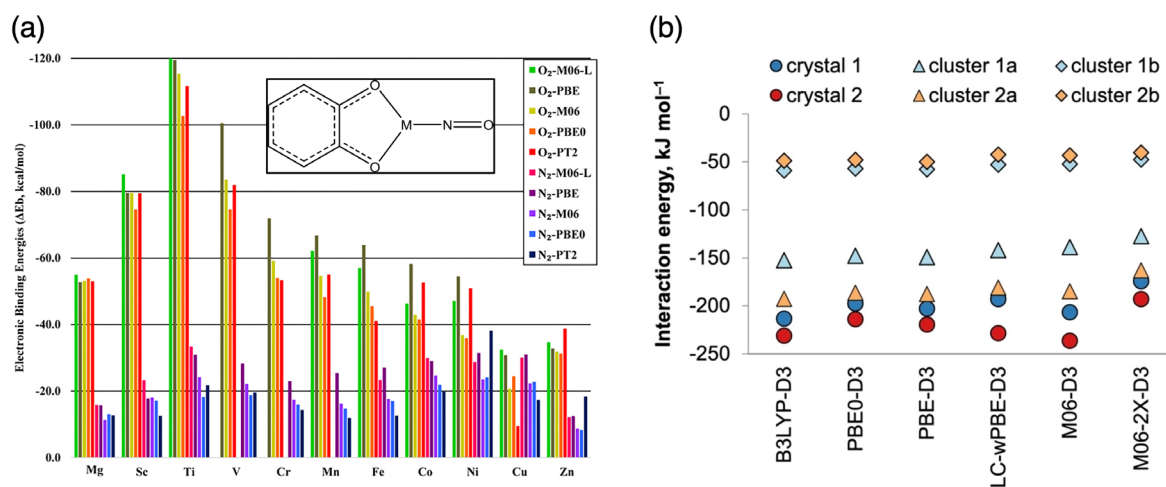 (a)
Electronic Binding Energies (ΔEb, kcal/mol)
-120.0
-100.0
-80.0
-60.0
-40.0
-20.0
0.0
Mg Sc Ti V Cr Mn Fe Co Ni Cu Zn
O
M N O
O
O₂-M06-L
O₂-PBE
O₂-M06
O₂-PBE0
O₂-PT2
N₂-M06-L
N₂-PBE
N₂-M06
N₂-PBE0
N₂-PT2
(b)
crystal 1 cluster 1a cluster 1b
crystal 2 cluster 2a cluster 2b
Interaction energy, kJ mol⁻¹
0
-50
-100
-150
-200
-250
B3LYP-D3
PBE0-D3
PBE-D3
LC-wPBE-D3
M06-D3
M06-2X-D3